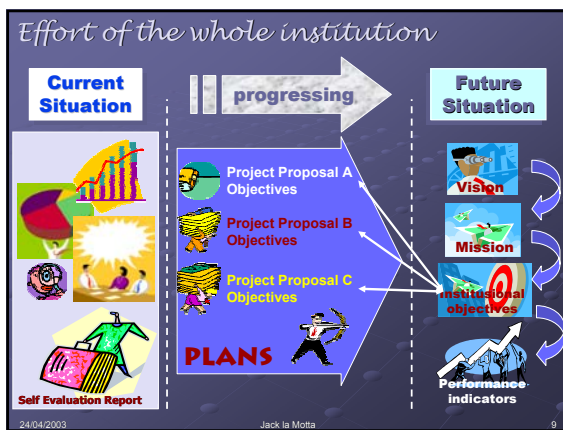 Effort of the whole institution
Current
Situation
progressing
Future
Situation
Project Proposal A
Objectives
Project Proposal B
Objectives
Project Proposal C
Objectives
PLANS
Self Evaluation Report
Vision
Mission
Institusional
objectives
Performance
indicators
24/04/2003
Jack la Motta
9